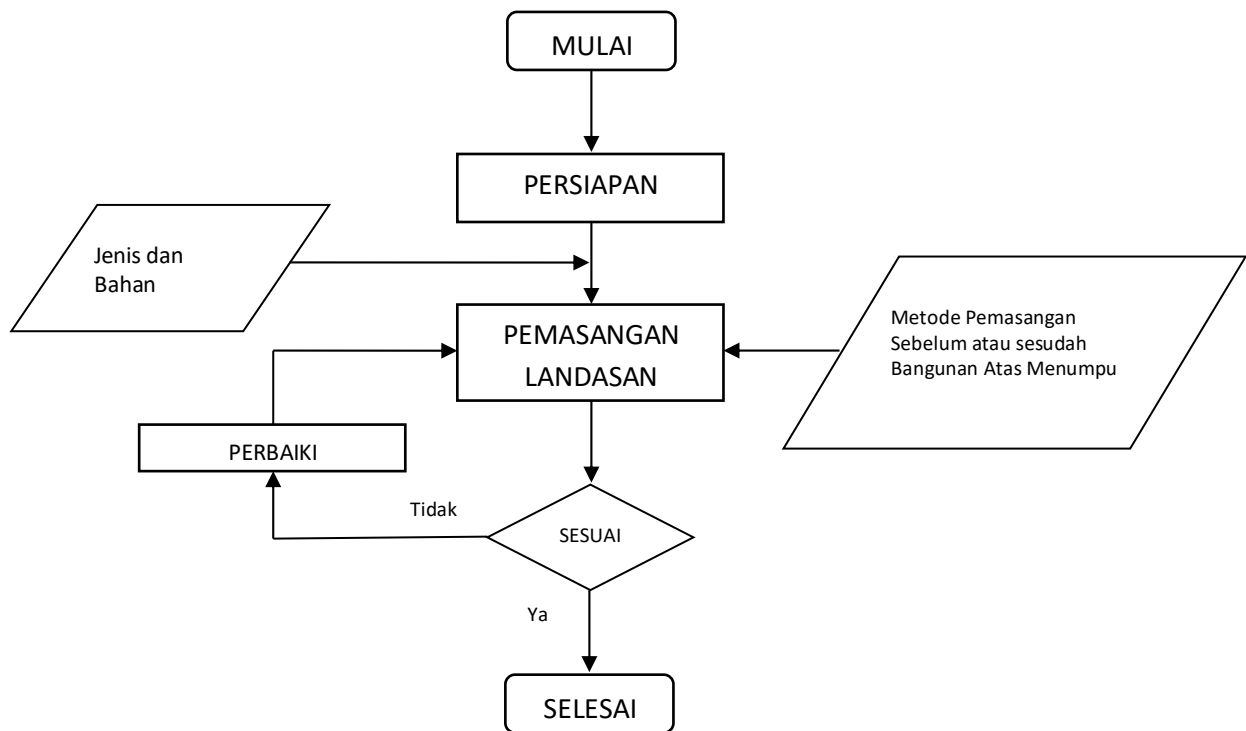 MULAI
PERSIAPAN
Jenis dan
Bahan
PEMASANGAN
LANDASAN
Metode Pemasangan
Sebelum atau sesudah
Bangunan Atas Menumpu
PERBAIKI
Tidak
SESUAI
Ya
SELESAI